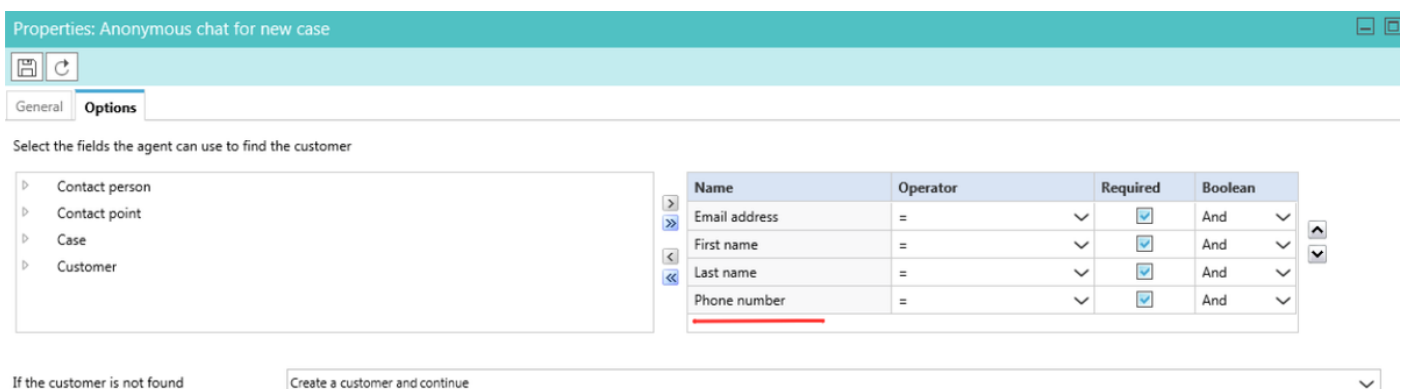 Properties: Anonymous chat for new case
General Options
Select the fields the agent can use to find the customer
Contact person
Contact point
Case
Customer
Name Operator Required Boolean
Email address = And
First name = And
Last name = And
Phone number = And
If the customer is not found Create a customer and continue